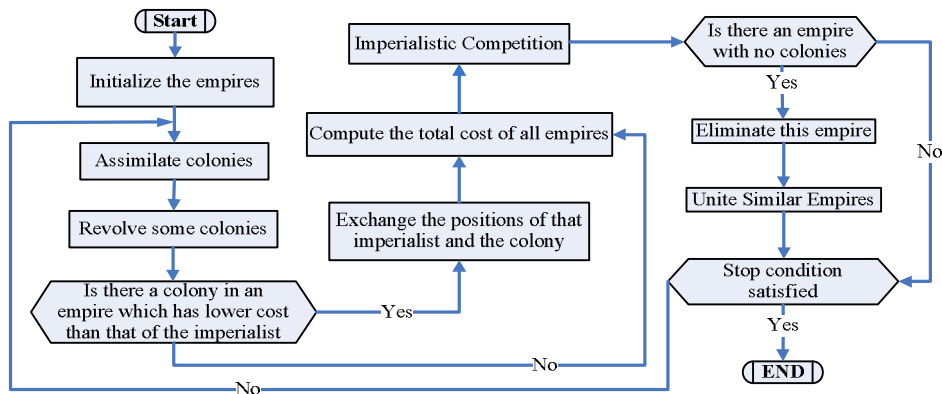 Start
Initialize the empires
Assimilate colonies
Revolve some colonies
Is there a colony in an
empire which has lower cost
than that of the imperialist
Yes
No
Exchange the positions of that
imperialist and the colony
Compute the total cost of all empires
Imperialistic Competition
Is there an empire
with no colonies
Yes
No
Eliminate this empire
Unite Similar Empires
Stop condition
satisfied
Yes
END
No